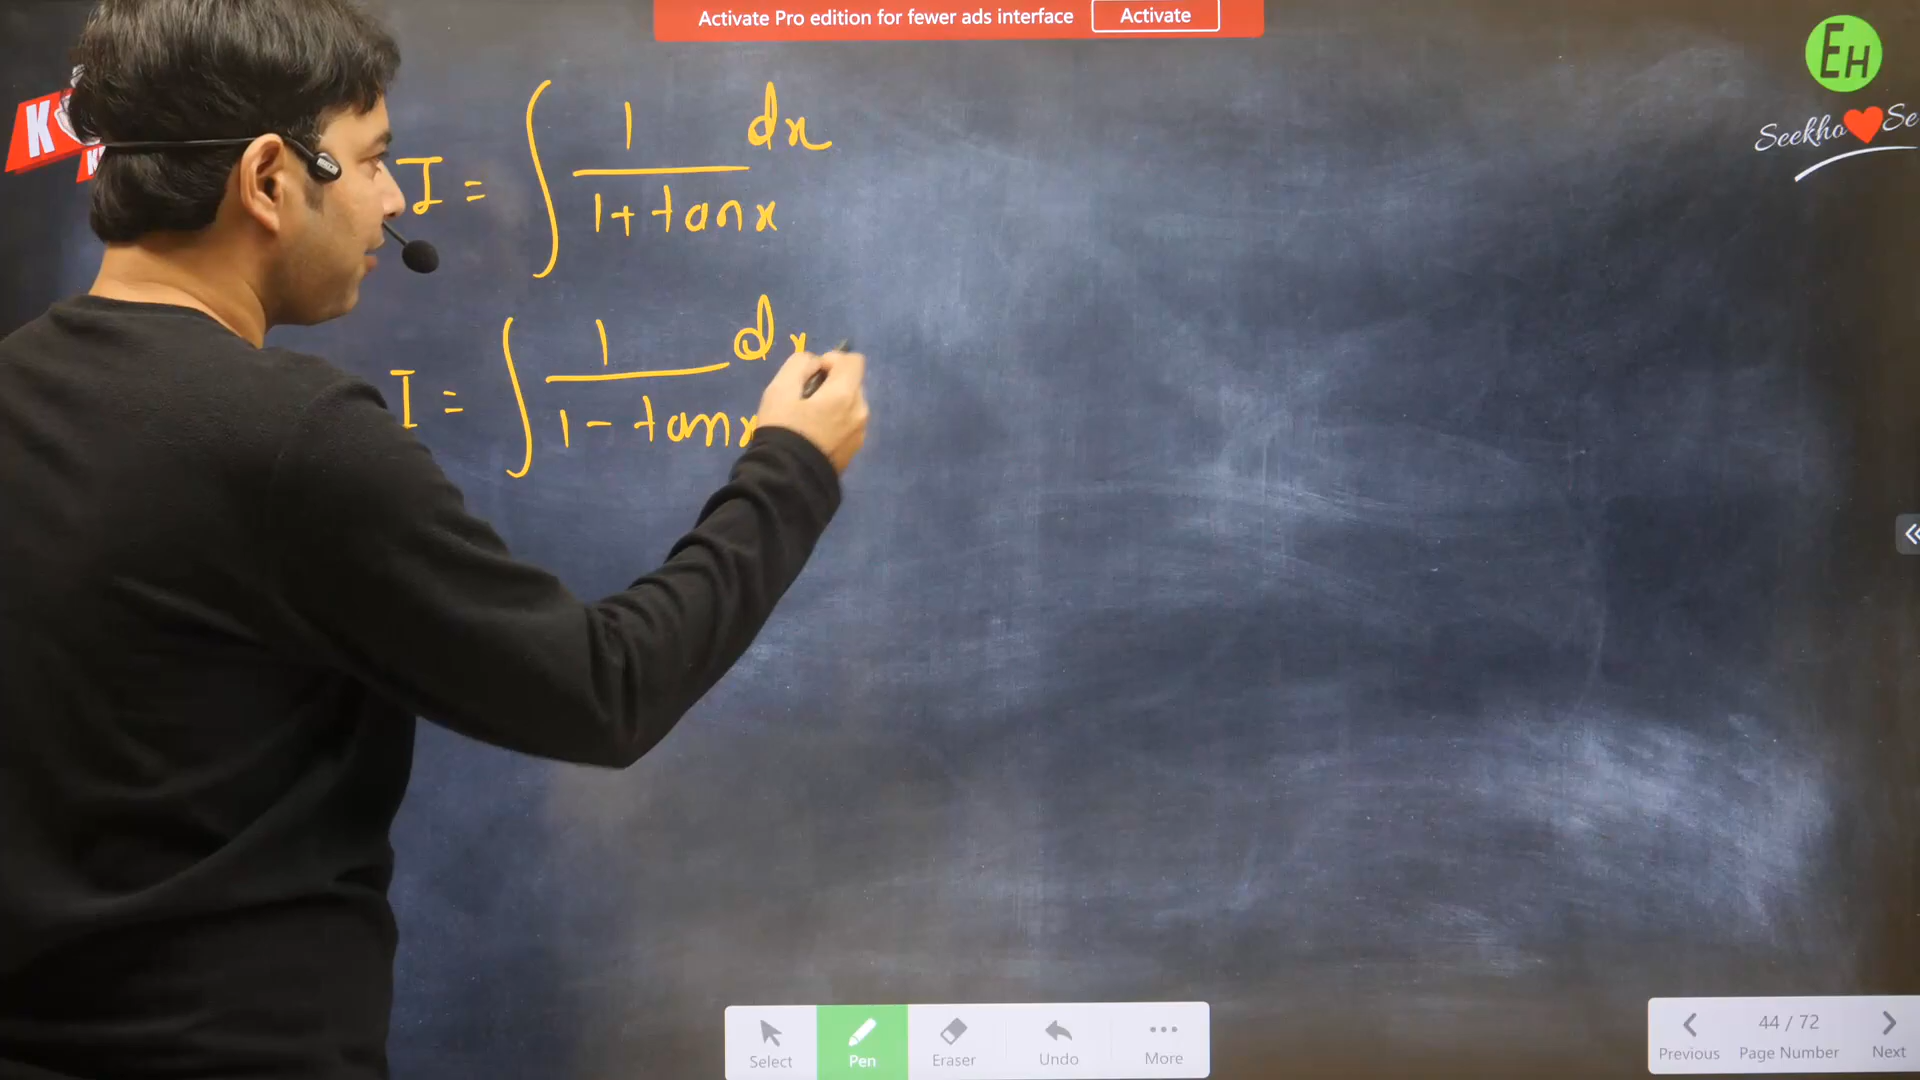 Activate Pro edition for fewer ads interface Activate
EH
Seekho Se
K
I = ∫ 1/(1+tanx) dx
I = ∫ 1/(1-tanx) dx
Select Pen Eraser Undo More
Previous 44 / 72 Page Number Next